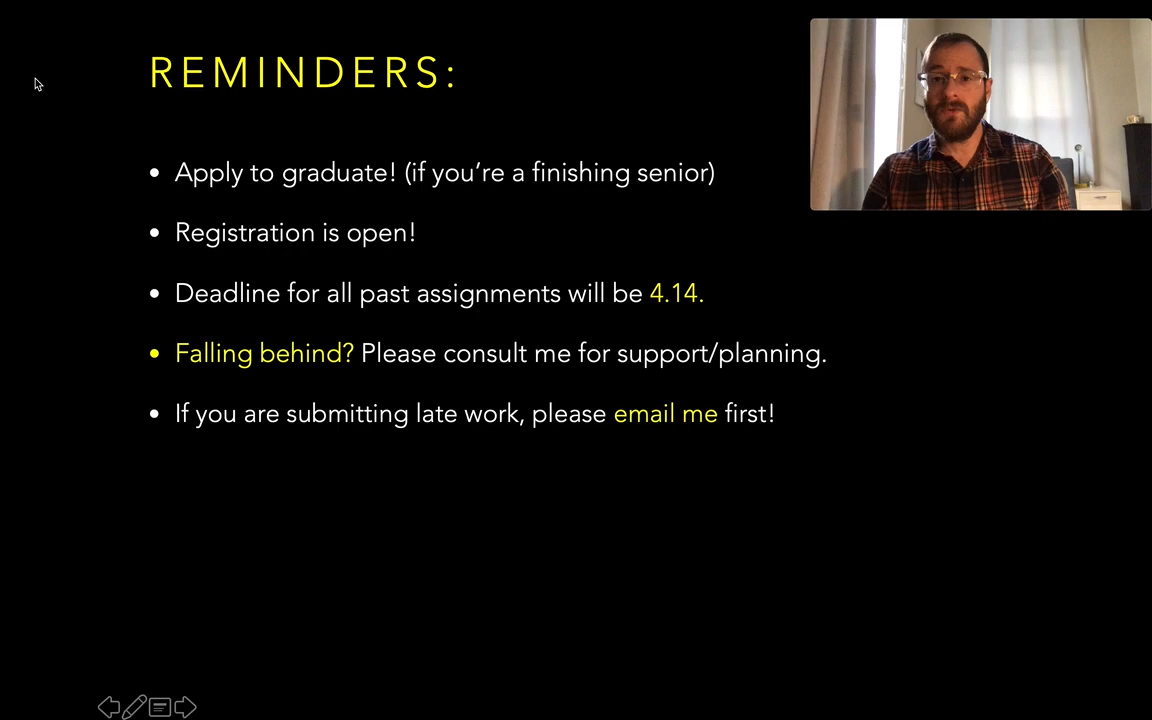 REMINDERS:
• Apply to graduate! (if you’re a finishing senior)
• Registration is open!
• Deadline for all past assignments will be 4.14.
• Falling behind? Please consult me for support/planning.
• If you are submitting late work, please email me first!